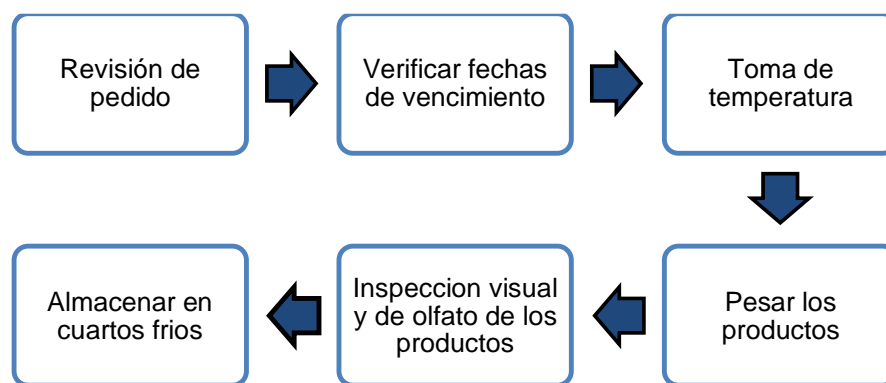 Revisión de
pedido
Verificar fechas
de vencimiento
Toma de
temperatura
Pesar los
productos
Inspeccion visual
y de olfato de los
productos
Almacenar en
cuartos frios